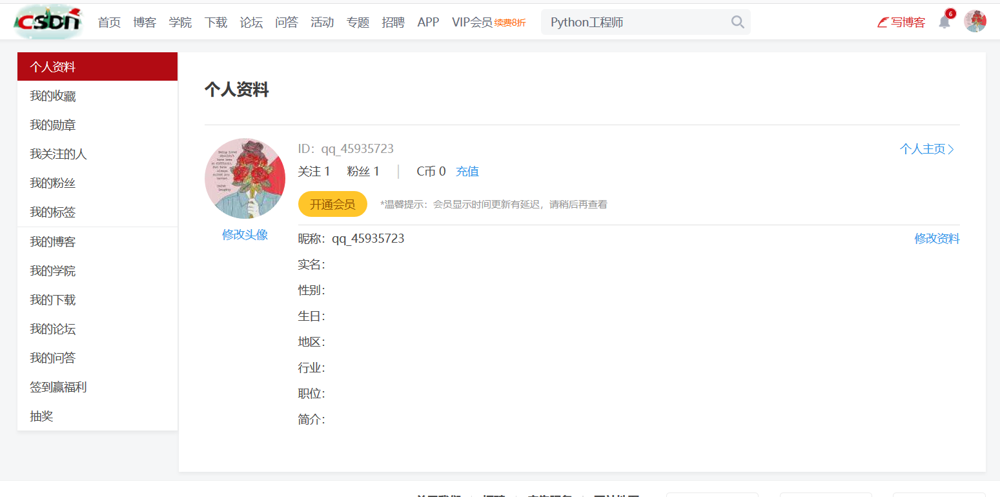 CSDN 首页 博客 学院 下载 论坛 问答 活动 专题 招聘 APP VIP会员 续费8折 Python工程师 写博客 6
个人资料
我的收藏
我的勋章
我关注的人
我的粉丝
我的标签
我的博客
我的学院
我的下载
我的论坛
我的问答
签到赢福利
抽奖
个人资料
ID：qq_45935723 个人主页
关注 1 粉丝 1 C币 0 充值
开通会员 *温馨提示：会员显示时间更新有延迟，请稍后再查看
修改头像
昵称：qq_45935723 修改资料
实名：
性别：
生日：
地区：
行业：
职位：
简介：